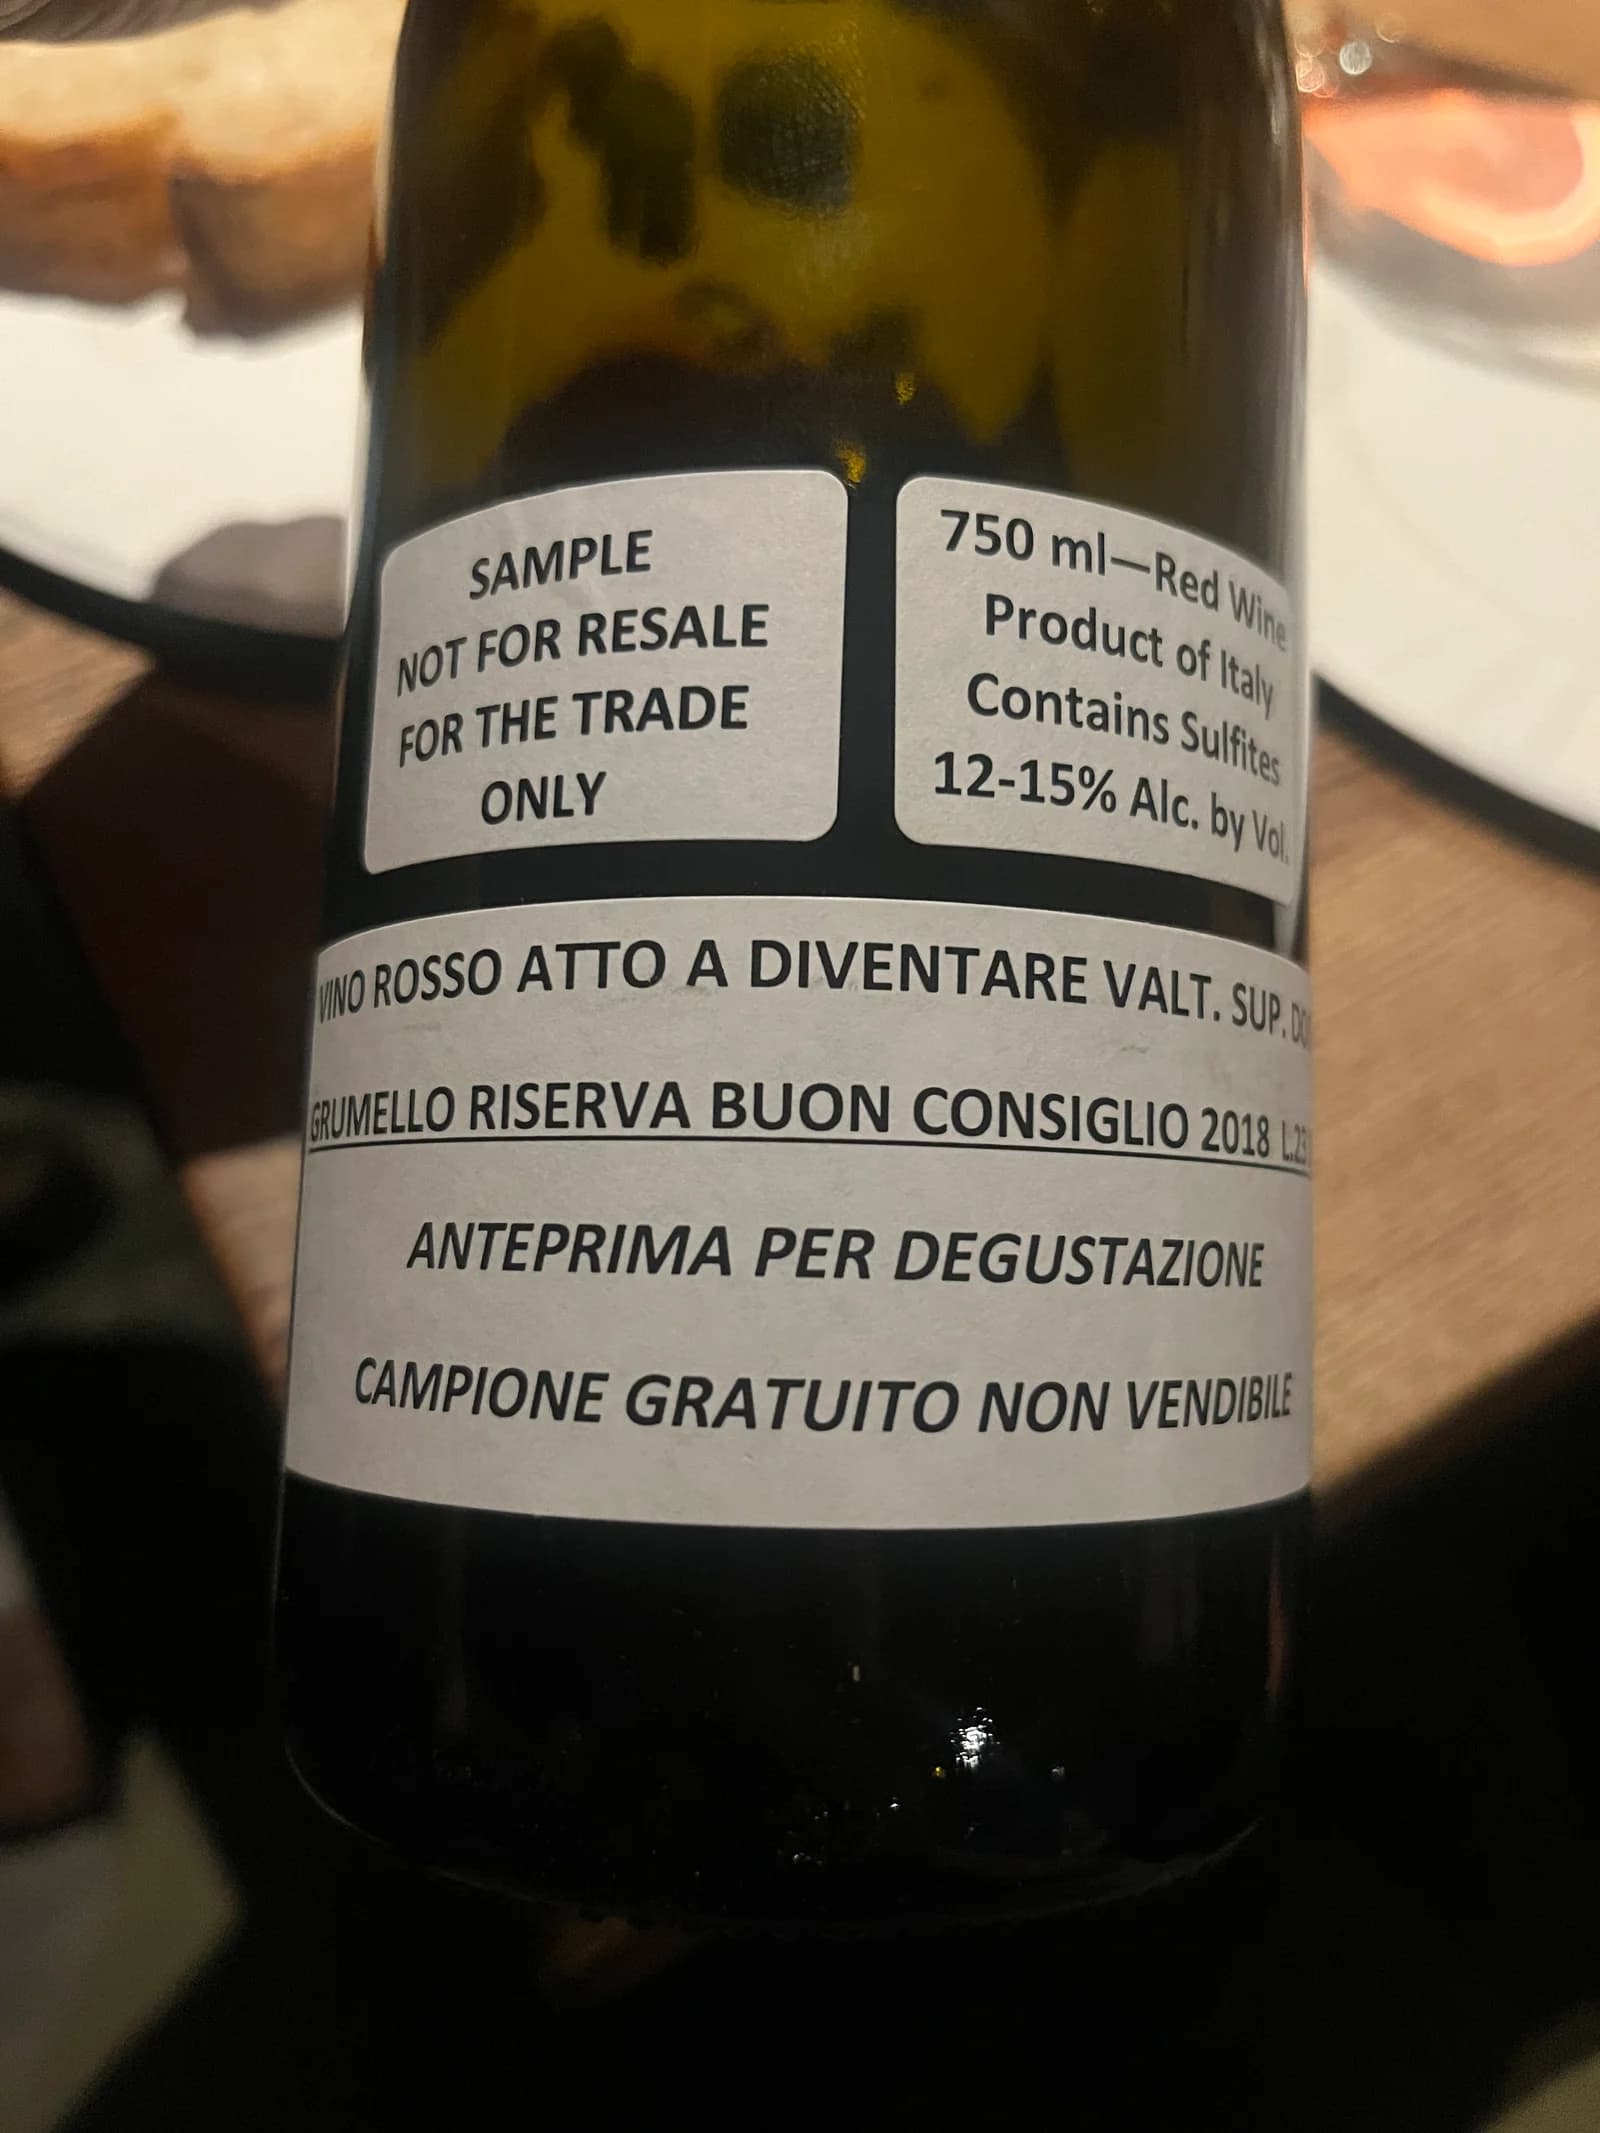 SAMPLE
NOT FOR RESALE
FOR THE TRADE
ONLY
750 ml—Red Wine
Product of Italy
Contains Sulfites
12-15% Alc. by Vol.
VINO ROSSO ATTO A DIVENTARE VALT. SUP.
GRUMELLO RISERVA BUON CONSIGLIO 2018
ANTEPRIMA PER DEGUSTAZIONE
CAMPIONE GRATUITO NON VENDIBILE